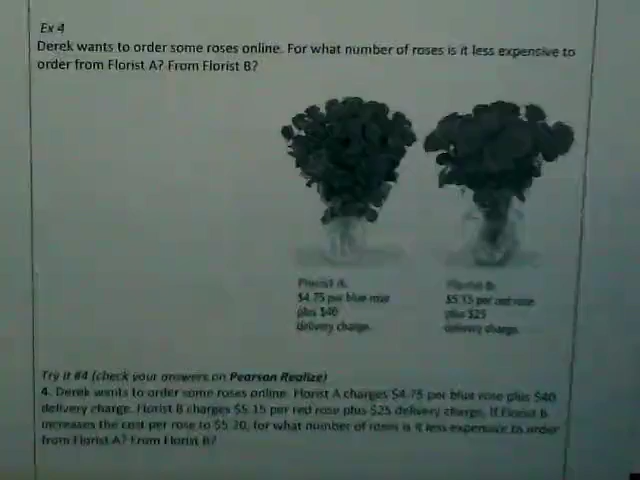 Ex 4
Derek wants to order some roses online. For what number of roses is it less expensive to
order from Florist A? From Florist B?
Florist A
$4.75 per blue rose
plus $40
delivery charge.
Florist B
$5.15 per red rose
plus $25
delivery charge.
Try It #4 (check your answers on Pearson Realize)
4. Derek wants to order some roses online. Florist A charges $4.75 per blue rose plus $40
delivery charge. Florist B charges $5.15 per red rose plus $25 delivery charge. If Florist B
increases the cost per rose to $5.20, for what number of roses is it less expensive to order
from Florist A? From Florist B?